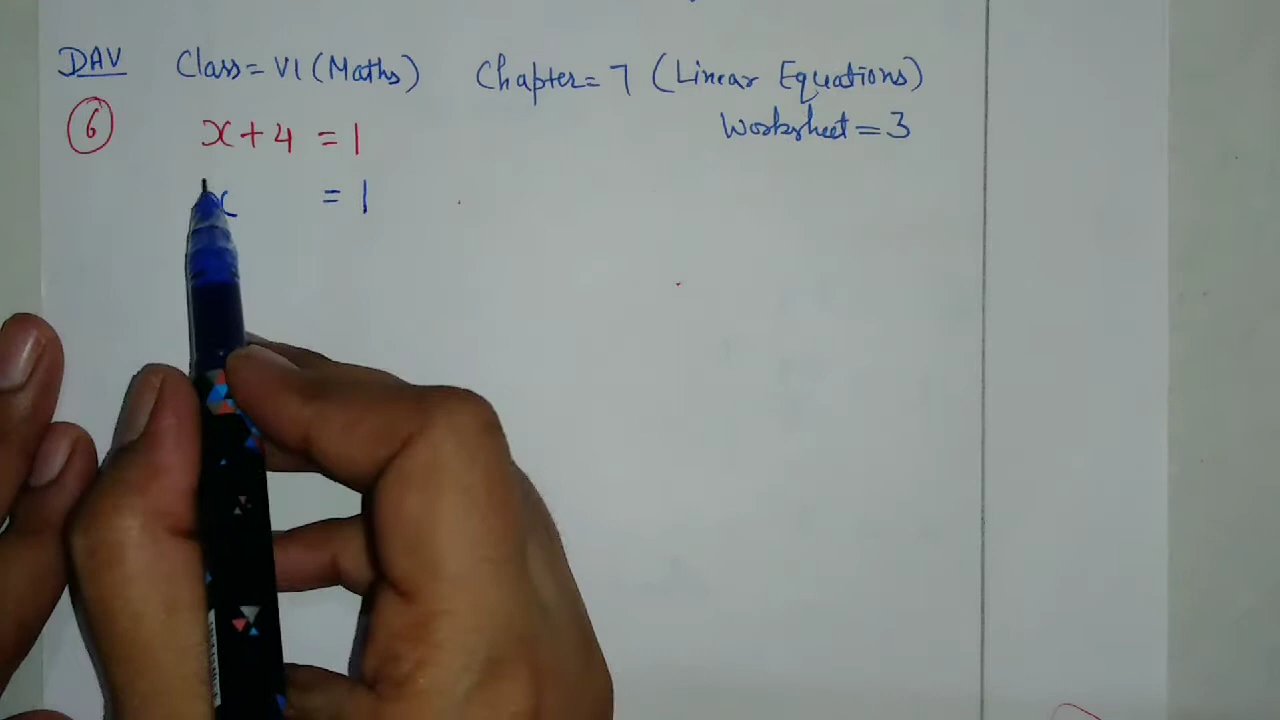 DAV Class = VI (Maths) Chapter = 7 (Linear Equations)
Worksheet = 3
6 x + 4 = 1
x = 1